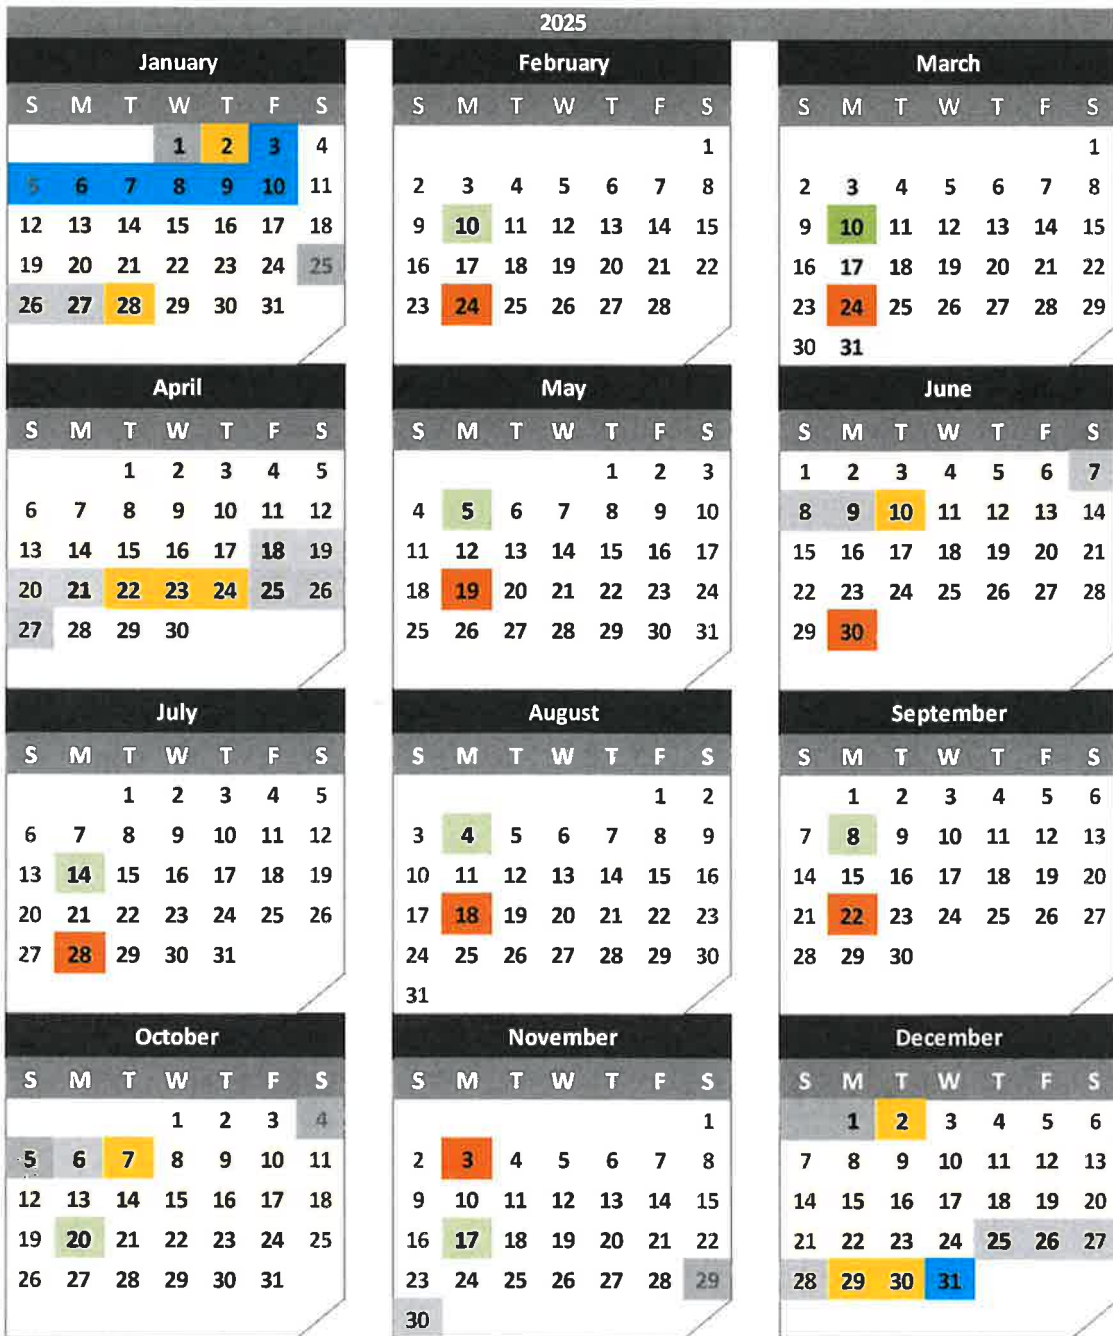 2025
January February March
S M T W T F S S M T W T F S S M T W T F S
1 2 3 4 1 1
5 6 7 8 9 10 11 2 3 4 5 6 7 8 2 3 4 5 6 7 8
12 13 14 15 16 17 18 9 10 11 12 13 14 15 9 10 11 12 13 14 15
19 20 21 22 23 24 25 16 17 18 19 20 21 22 16 17 18 19 20 21 22
26 27 28 29 30 31 23 24 25 26 27 28 23 24 25 26 27 28 29
30 31
April May June
S M T W T F S S M T W T F S S M T W T F S
1 2 3 4 5 1 2 3 1 2 3 4 5 6 7
6 7 8 9 10 11 12 4 5 6 7 8 9 10 8 9 10 11 12 13 14
13 14 15 16 17 18 19 11 12 13 14 15 16 17 15 16 17 18 19 20 21
20 21 22 23 24 25 26 18 19 20 21 22 23 24 22 23 24 25 26 27 28
27 28 29 30 25 26 27 28 29 30 31 29 30
July August September
S M T W T F S S M T W T F S S M T W T F S
1 2 3 4 5 1 2 1 2 3 4 5 6
6 7 8 9 10 11 12 3 4 5 6 7 8 9 7 8 9 10 11 12 13
13 14 15 16 17 18 19 10 11 12 13 14 15 16 14 15 16 17 18 19 20
20 21 22 23 24 25 26 17 18 19 20 21 22 23 21 22 23 24 25 26 27
27 28 29 30 31 24 25 26 27 28 29 30 28 29 30
31
October November December
S M T W T F S S M T W T F S S M T W T F S
1 2 3 4 1 1 2 3 4 5 6
5 6 7 8 9 10 11 2 3 4 5 6 7 8 7 8 9 10 11 12 13
12 13 14 15 16 17 18 9 10 11 12 13 14 15 14 15 16 17 18 19 20
19 20 21 22 23 24 25 16 17 18 19 20 21 22 21 22 23 24 25 26 27
26 27 28 29 30 31 23 24 25 26 27 28 29 28 29 30 31
30